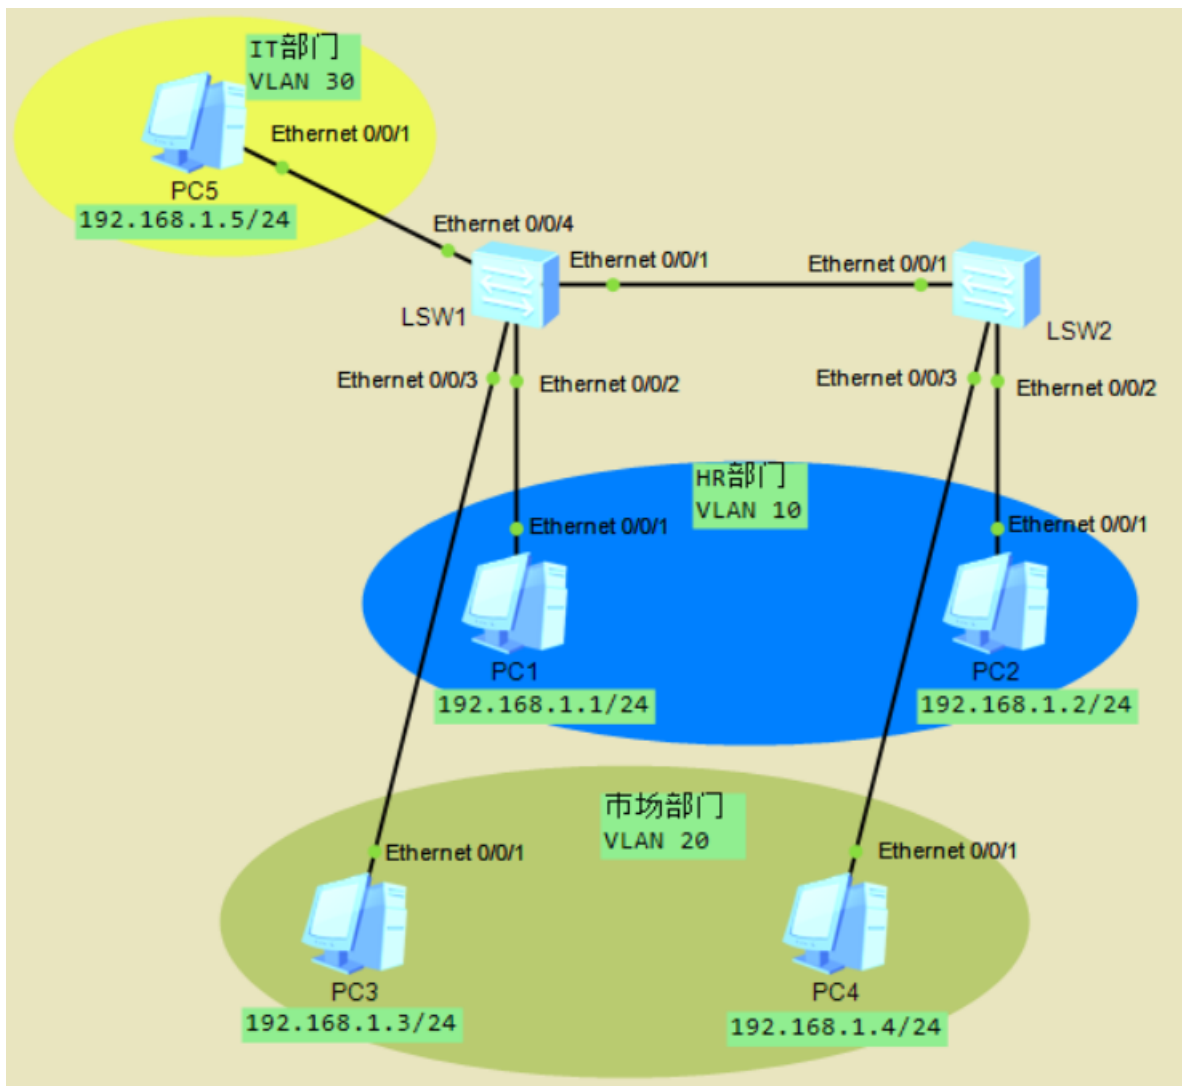 IT部门
VLAN 30
Ethernet 0/0/1
PC5
192.168.1.5/24
Ethernet 0/0/4
Ethernet 0/0/1
Ethernet 0/0/1
LSW1
LSW2
Ethernet 0/0/3
Ethernet 0/0/2
Ethernet 0/0/3
Ethernet 0/0/2
HR部门
VLAN 10
Ethernet 0/0/1
Ethernet 0/0/1
PC1
PC2
192.168.1.1/24
192.168.1.2/24
市场部门
VLAN 20
Ethernet 0/0/1
Ethernet 0/0/1
PC3
PC4
192.168.1.3/24
192.168.1.4/24